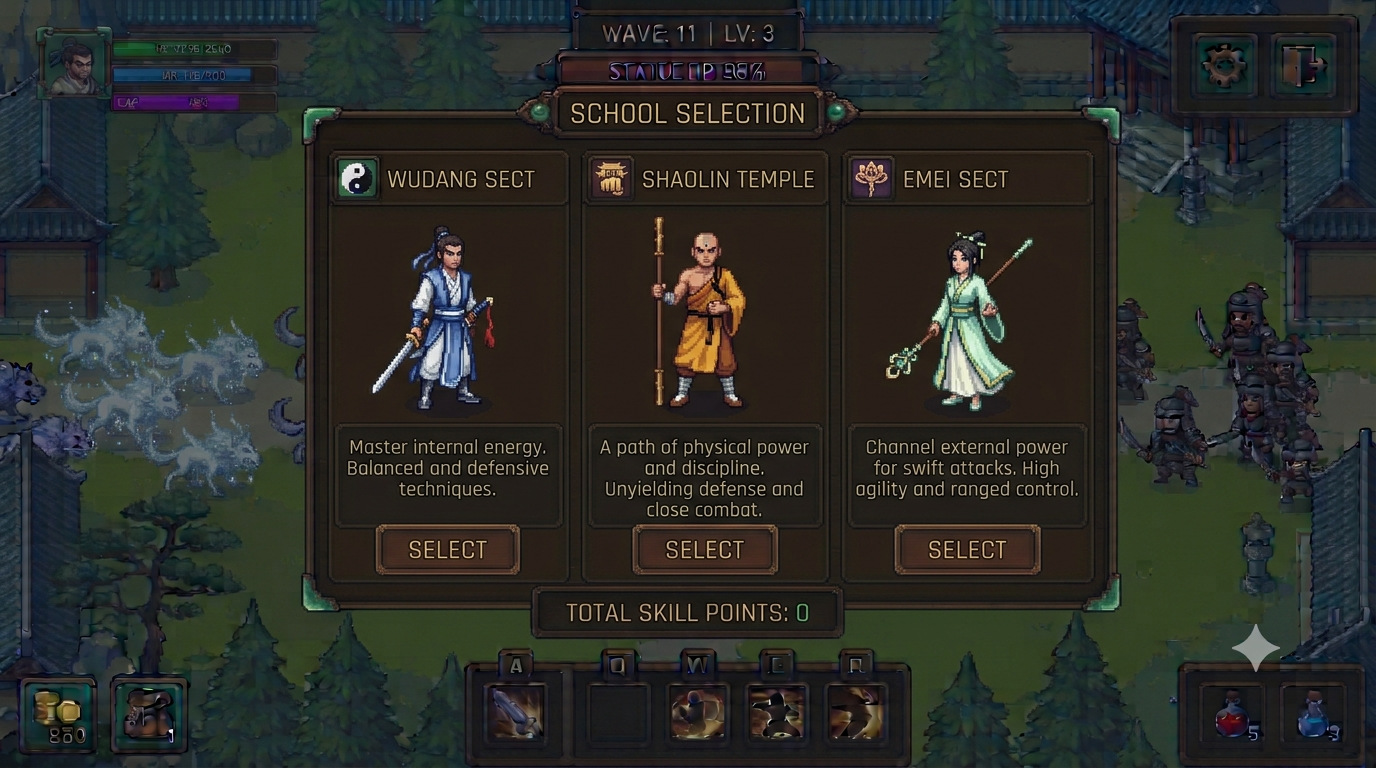 WAVE: 11 | LV: 3
SCHOOL SELECTION
WUDANG SECT
SHAOLIN TEMPLE
EMEI SECT
Master internal energy.
Balanced and defensive
techniques.
A path of physical power
and discipline.
Unyielding defense and
close combat.
Channel external power
for swift attacks. High
agility and ranged control.
SELECT
SELECT
SELECT
TOTAL SKILL POINTS: 0
A
Q
W
E
R
1
5